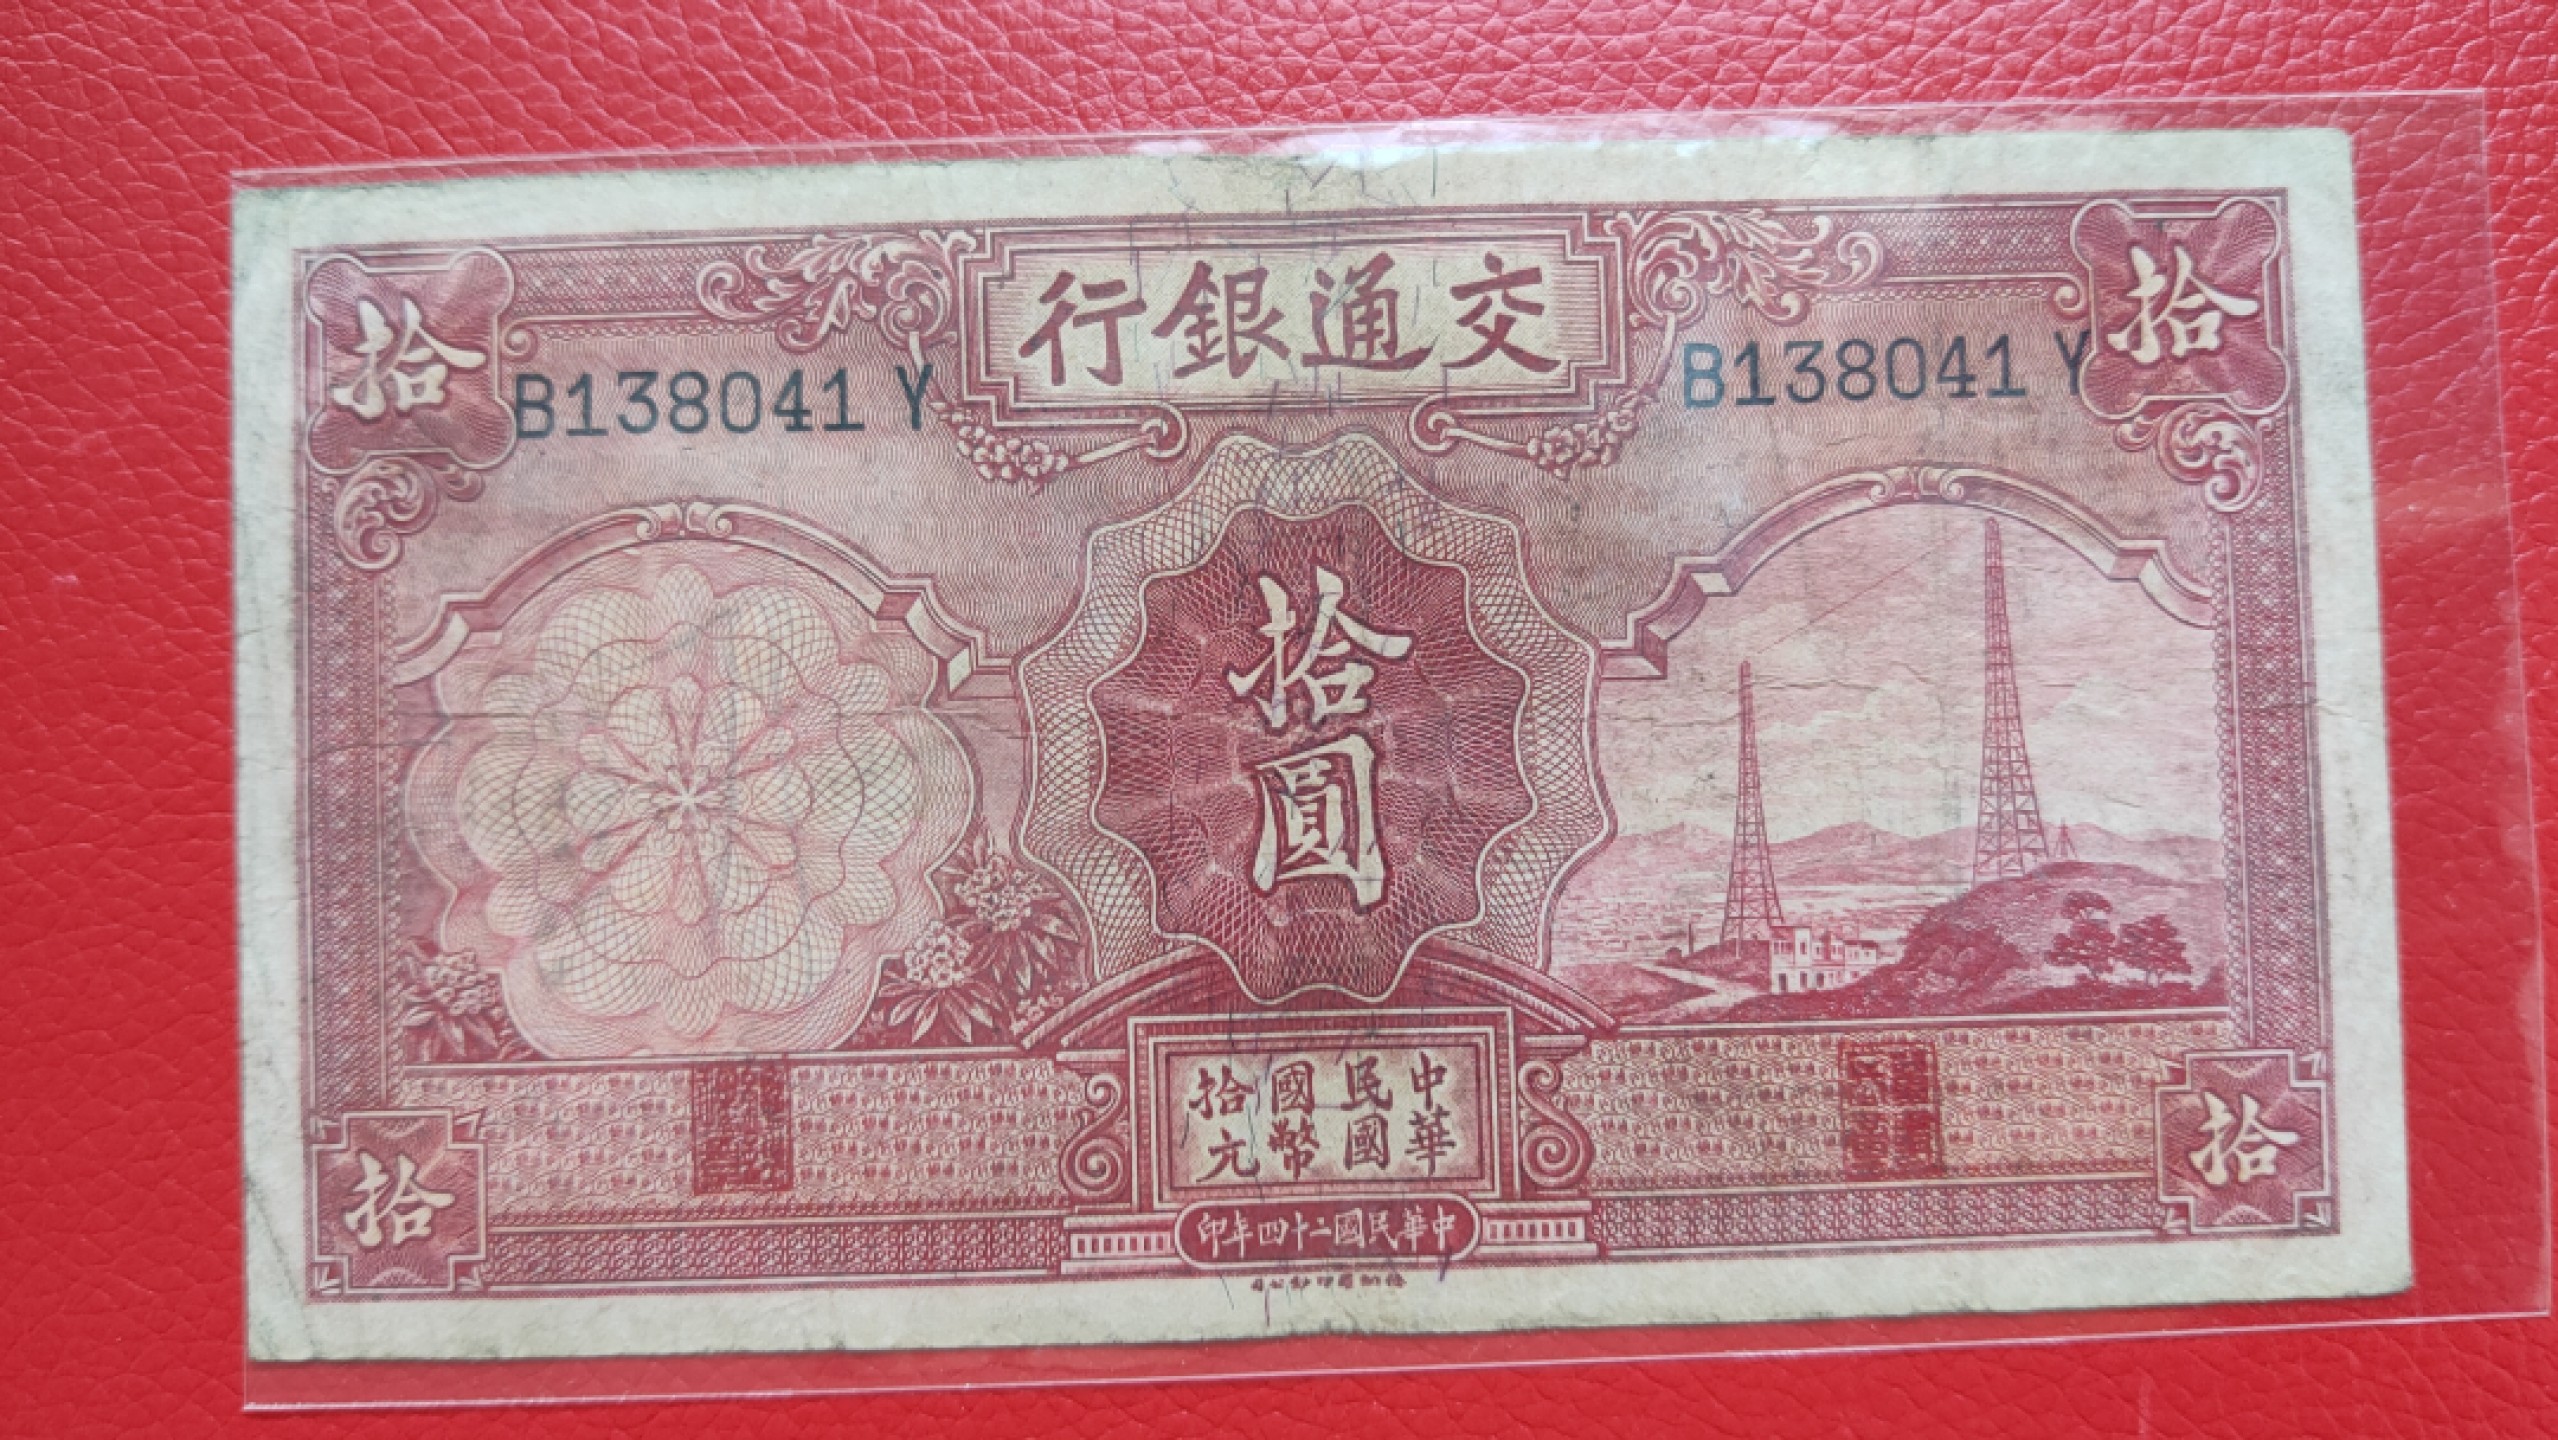 拾
交通銀行
拾
B138041 Y
B138041 Y
拾圓
中華民國國幣拾元
拾
中華民國二十四年印
拾